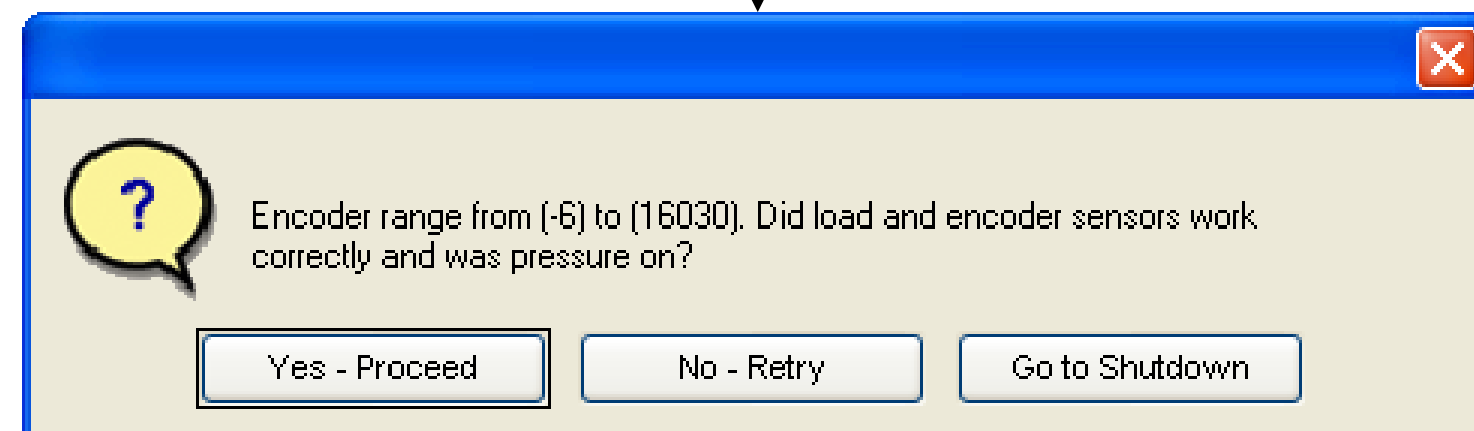 ?
Encoder range from (-6) to (16030). Did load and encoder sensors work
correctly and was pressure on?
Yes - Proceed No - Retry Go to Shutdown